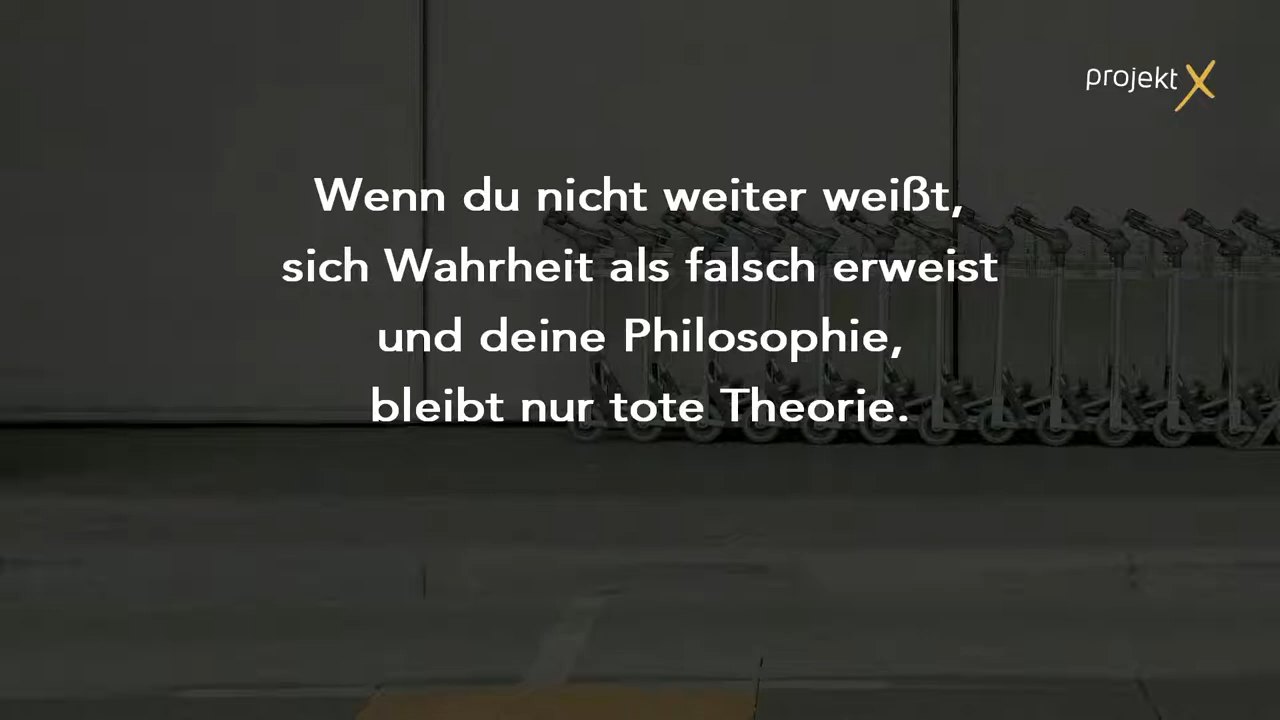 projekt X
Wenn du nicht weiter weißt,
sich Wahrheit als falsch erweist
und deine Philosophie,
bleibt nur tote Theorie.